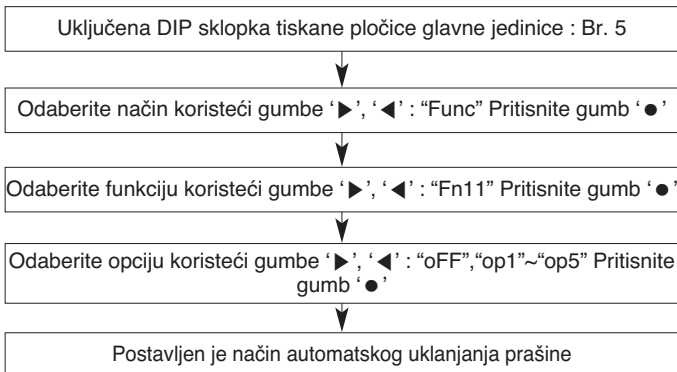 Uključena DIP sklopka tiskane pločice glavne jedinice : Br. 5
Odaberite način koristeći gumbe ‘▶’, ‘◀’ : “Func” Pritisnite gumb ‘●’
Odaberite funkciju koristeći gumbe ‘▶’, ‘◀’ : “Fn11” Pritisnite gumb ‘●’
Odaberite opciju koristeći gumbe ‘▶’, ‘◀’ : “oFF”,“op1”~“op5” Pritisnite
gumb ‘●’
Postavljen je način automatskog uklanjanja prašine